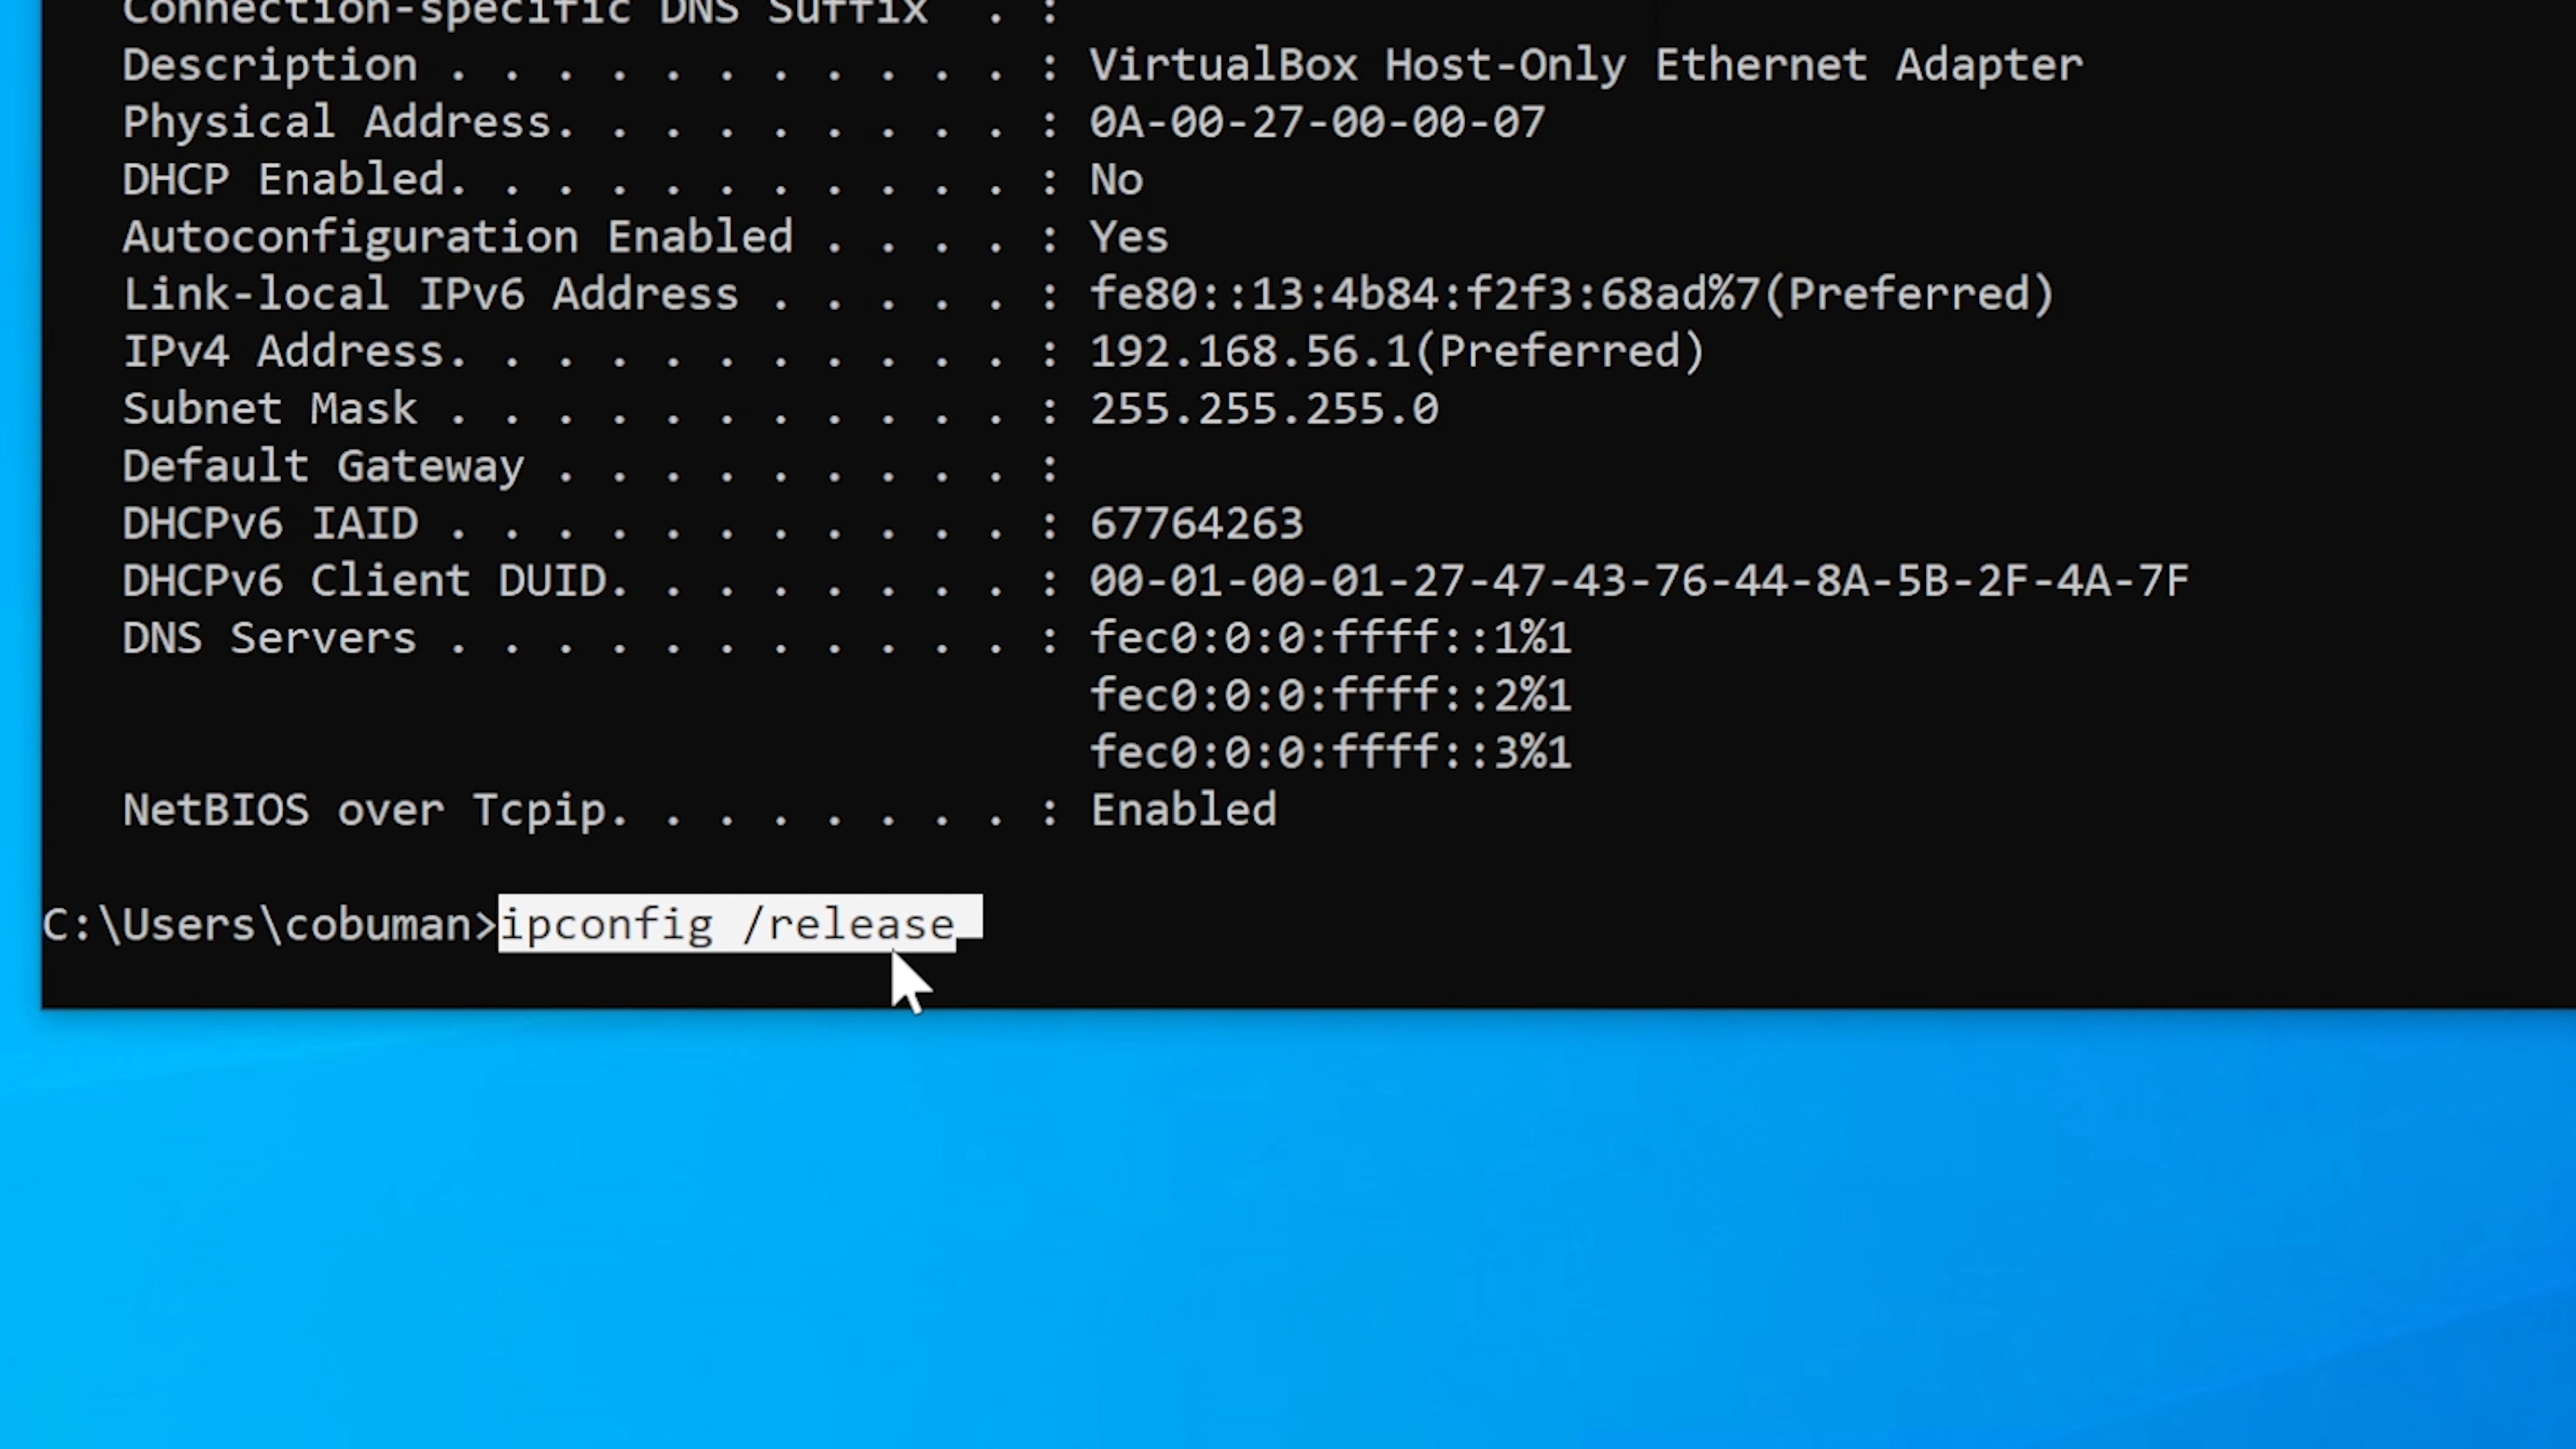 Connection-specific DNS Suffix  . :
Description . . . . . . . . . . . : VirtualBox Host-Only Ethernet Adapter
Physical Address. . . . . . . . . : 0A-00-27-00-00-07
DHCP Enabled. . . . . . . . . . . : No
Autoconfiguration Enabled . . . . : Yes
Link-local IPv6 Address . . . . . : fe80::13:4b84:f2f3:68ad%7(Preferred)
IPv4 Address. . . . . . . . . . . : 192.168.56.1(Preferred)
Subnet Mask . . . . . . . . . . . : 255.255.255.0
Default Gateway . . . . . . . . . :
DHCPv6 IAID . . . . . . . . . . . : 67764263
DHCPv6 Client DUID. . . . . . . . : 00-01-00-01-27-47-43-76-44-8A-5B-2F-4A-7F
DNS Servers . . . . . . . . . . . : fec0:0:0:ffff::1%1
fec0:0:0:ffff::2%1
fec0:0:0:ffff::3%1
NetBIOS over Tcpip. . . . . . . . : Enabled
C:\Users\cobuman>ipconfig /release